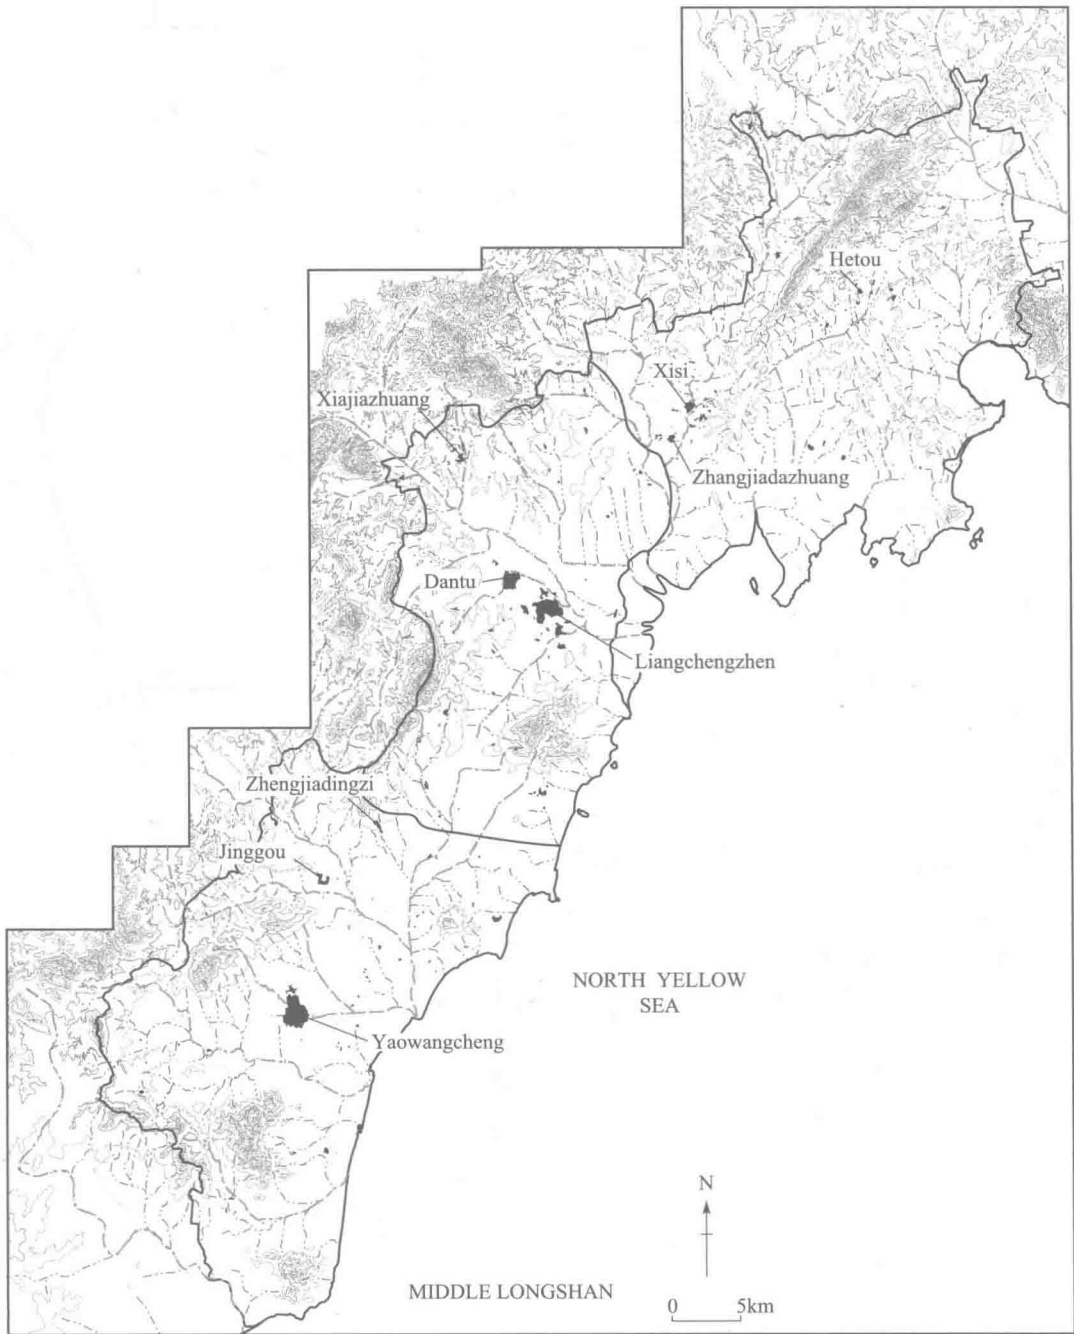 Hetou
Xisi
Xiajiazhuang
Zhangjiadazhuang
Dantu
Liangchengzhen
Zhengjiadingzi
Jinggou
NORTH YELLOW
SEA
Yaowangcheng
N
MIDDLE LONGSHAN
0 5km